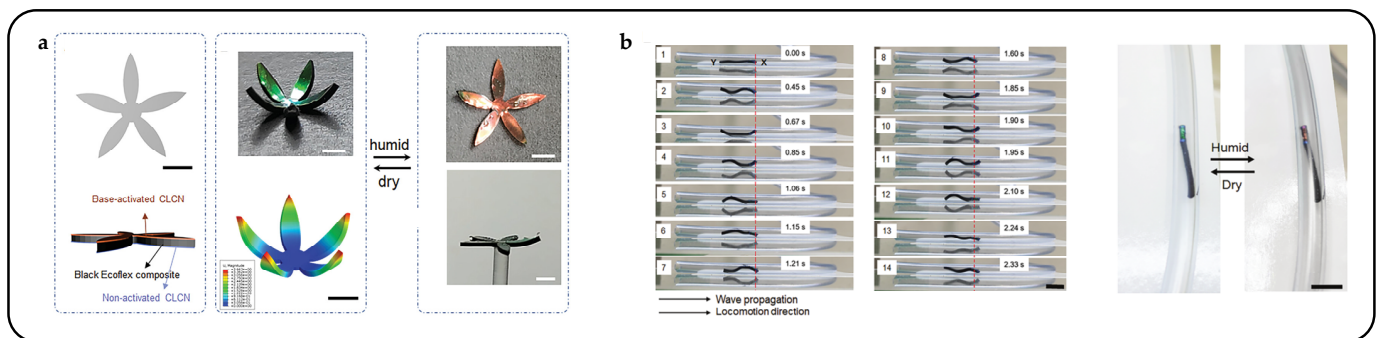 a
Base-activated CLCN
Black Ecoflex composite
Non-activated CLCN
humid
dry
b
1
Y
X
0.00 s
2
0.45 s
3
0.67 s
4
0.85 s
5
1.06 s
6
1.15 s
7
1.21 s
8
1.60 s
9
1.85 s
10
1.90 s
11
1.95 s
12
2.10 s
13
2.24 s
14
2.33 s
Wave propagation
Locomotion direction
Humid
Dry